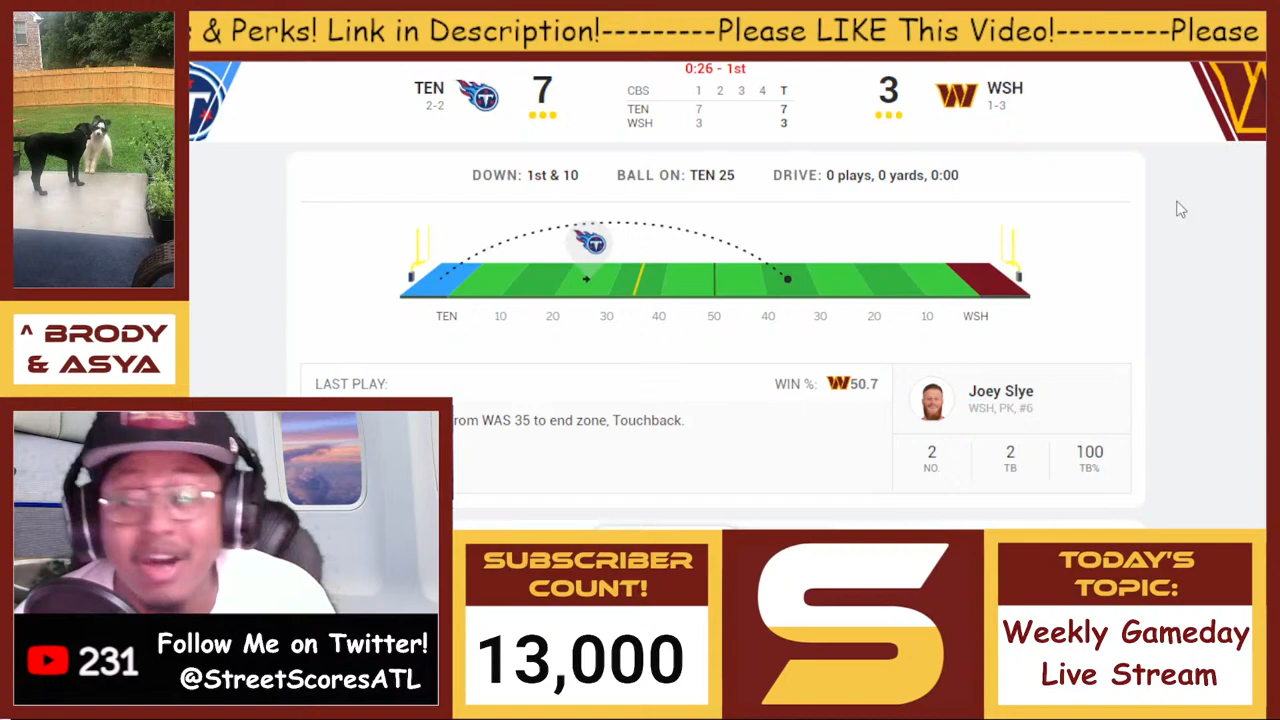 & Perks! Link in Description!---------Please LIKE This Video!---------Please
0:26 - 1st
TEN
2-2
7
CBS 1 2 3 4 T
TEN 7 7
WSH 3 3
3
WSH
1-3
DOWN: 1st & 10 BALL ON: TEN 25 DRIVE: 0 plays, 0 yards, 0:00
TEN 10 20 30 40 50 40 30 20 10 WSH
^ BRODY
& ASYA
LAST PLAY: WIN %: 50.7
rom WAS 35 to end zone, Touchback.
Joey Slye
WSH, PK, #6
2 2 100
NO. TB TB%
231
Follow Me on Twitter!
@StreetScoresATL
SUBSCRIBER
COUNT!
13,000
TODAY'S
TOPIC:
Weekly Gameday
Live Stream